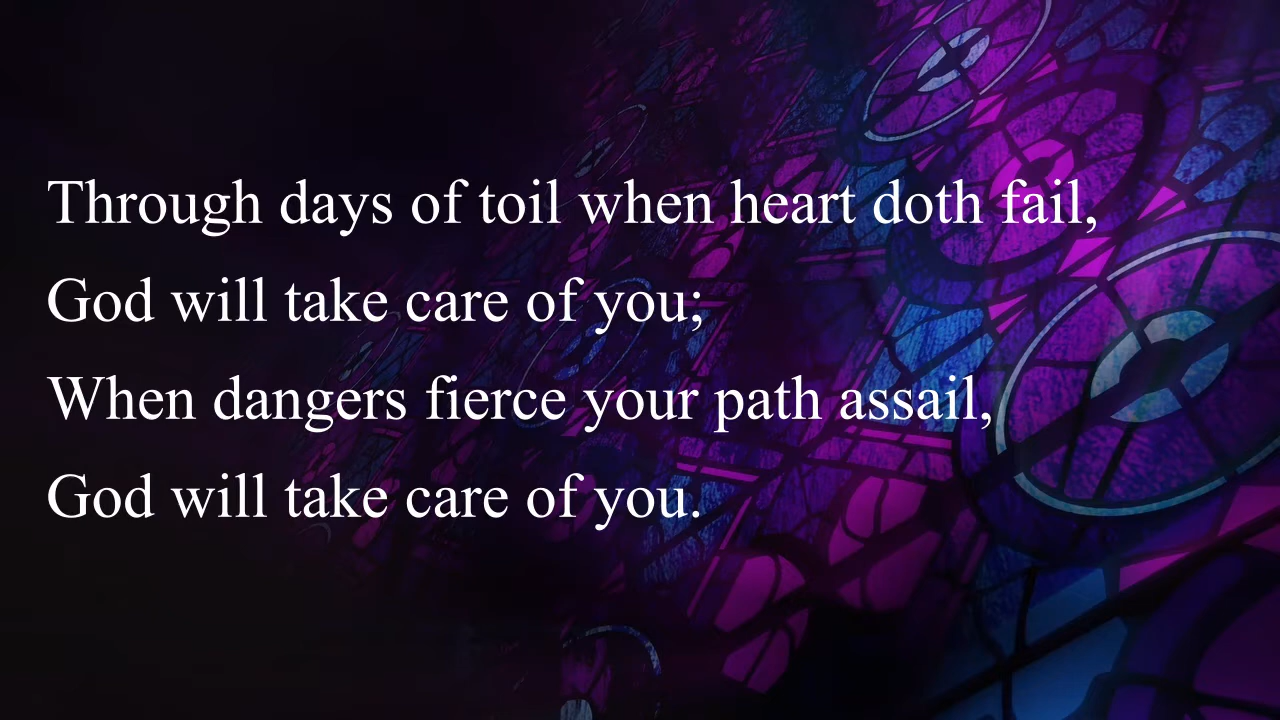 Through days of toil when heart doth fail,
God will take care of you;
When dangers fierce your path assail,
God will take care of you.